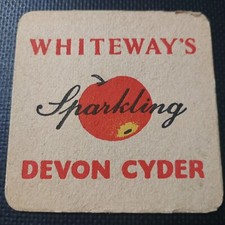 WHITEWAY'S
Sparkling
DEVON CYDER